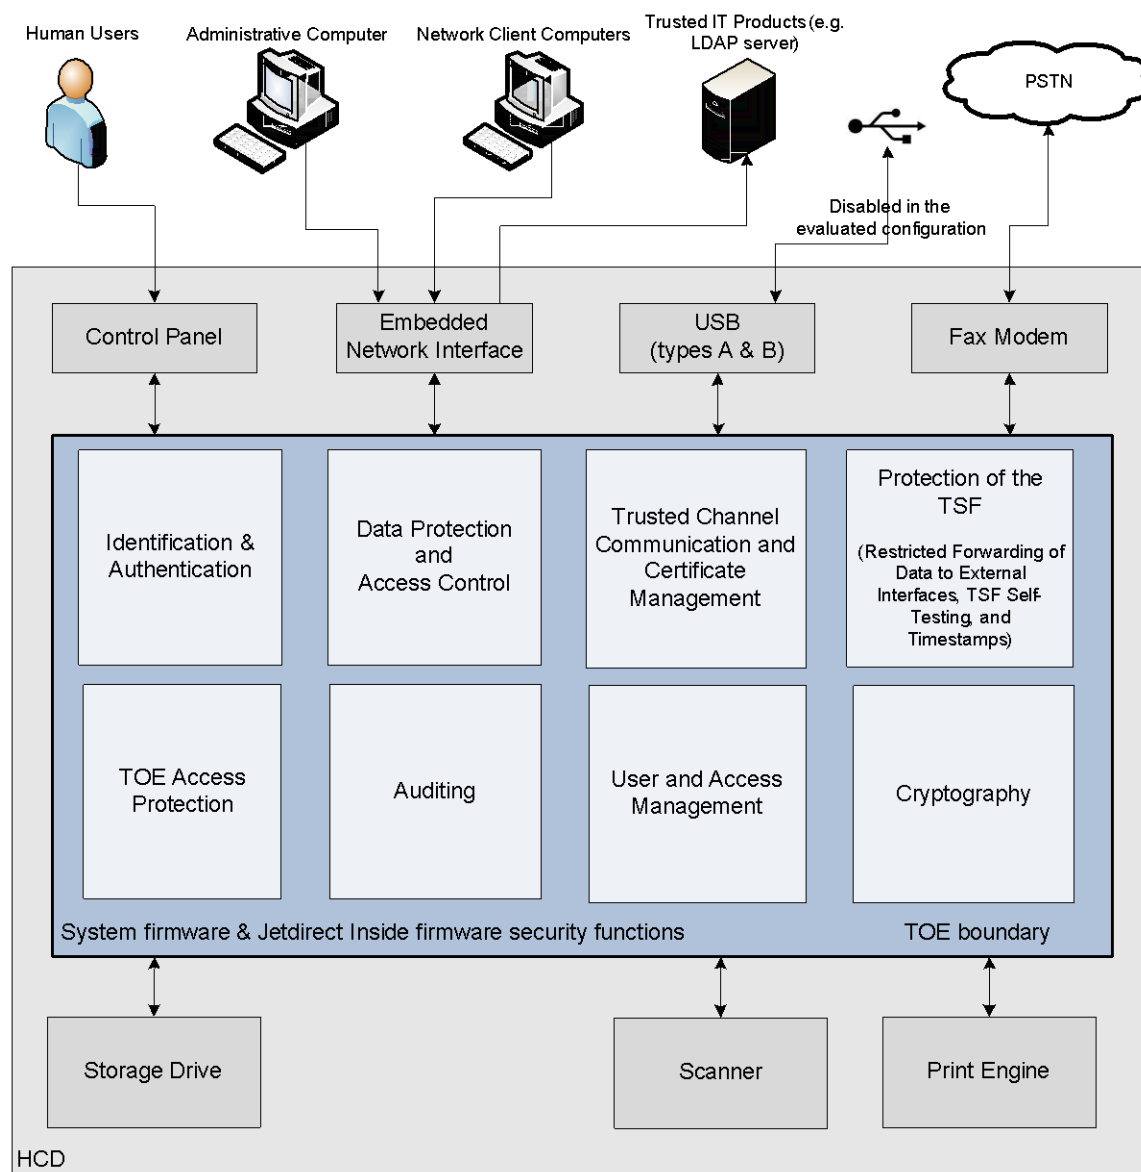 Human Users
Administrative Computer
Network Client Computers
Trusted IT Products (e.g.
LDAP server)
PSTN
Disabled in the
evaluated configuration
Control Panel
Embedded
Network Interface
USB
(types A & B)
Fax Modem
Identification &
Authentication
Data Protection
and
Access Control
Trusted Channel
Communication and
Certificate
Management
Protection of the
TSF
(Restricted Forwarding of
Data to External
Interfaces, TSF Self-
Testing, and
Timestamps)
TOE Access
Protection
Auditing
User and Access
Management
Cryptography
System firmware & Jetdirect Inside firmware security functions
TOE boundary
Storage Drive
Scanner
Print Engine
HCD